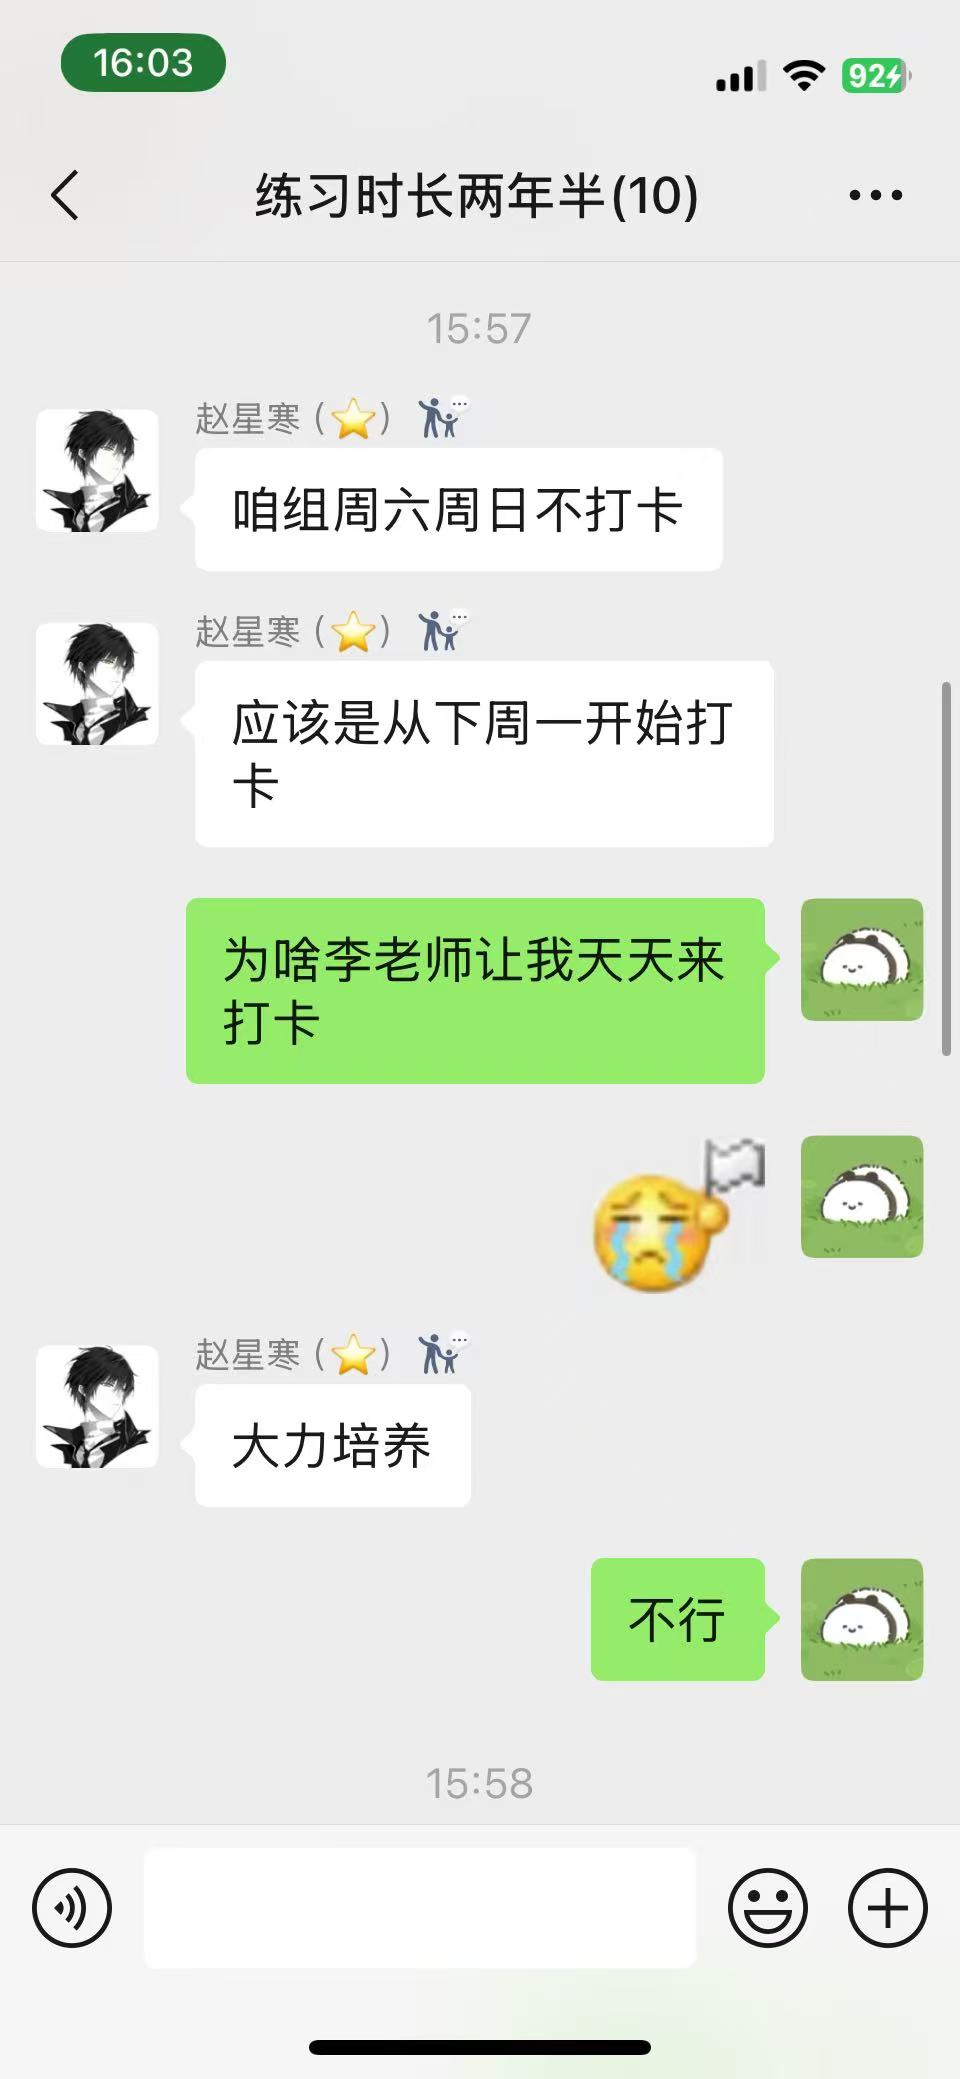 16:03
92
练习时长两年半(10)
15:57
赵星寒（⭐）
咱组周六周日不打卡
赵星寒（⭐）
应该是从下周一开始打
卡
为啥李老师让我天天来
打卡
赵星寒（⭐）
大力培养
不行
15:58